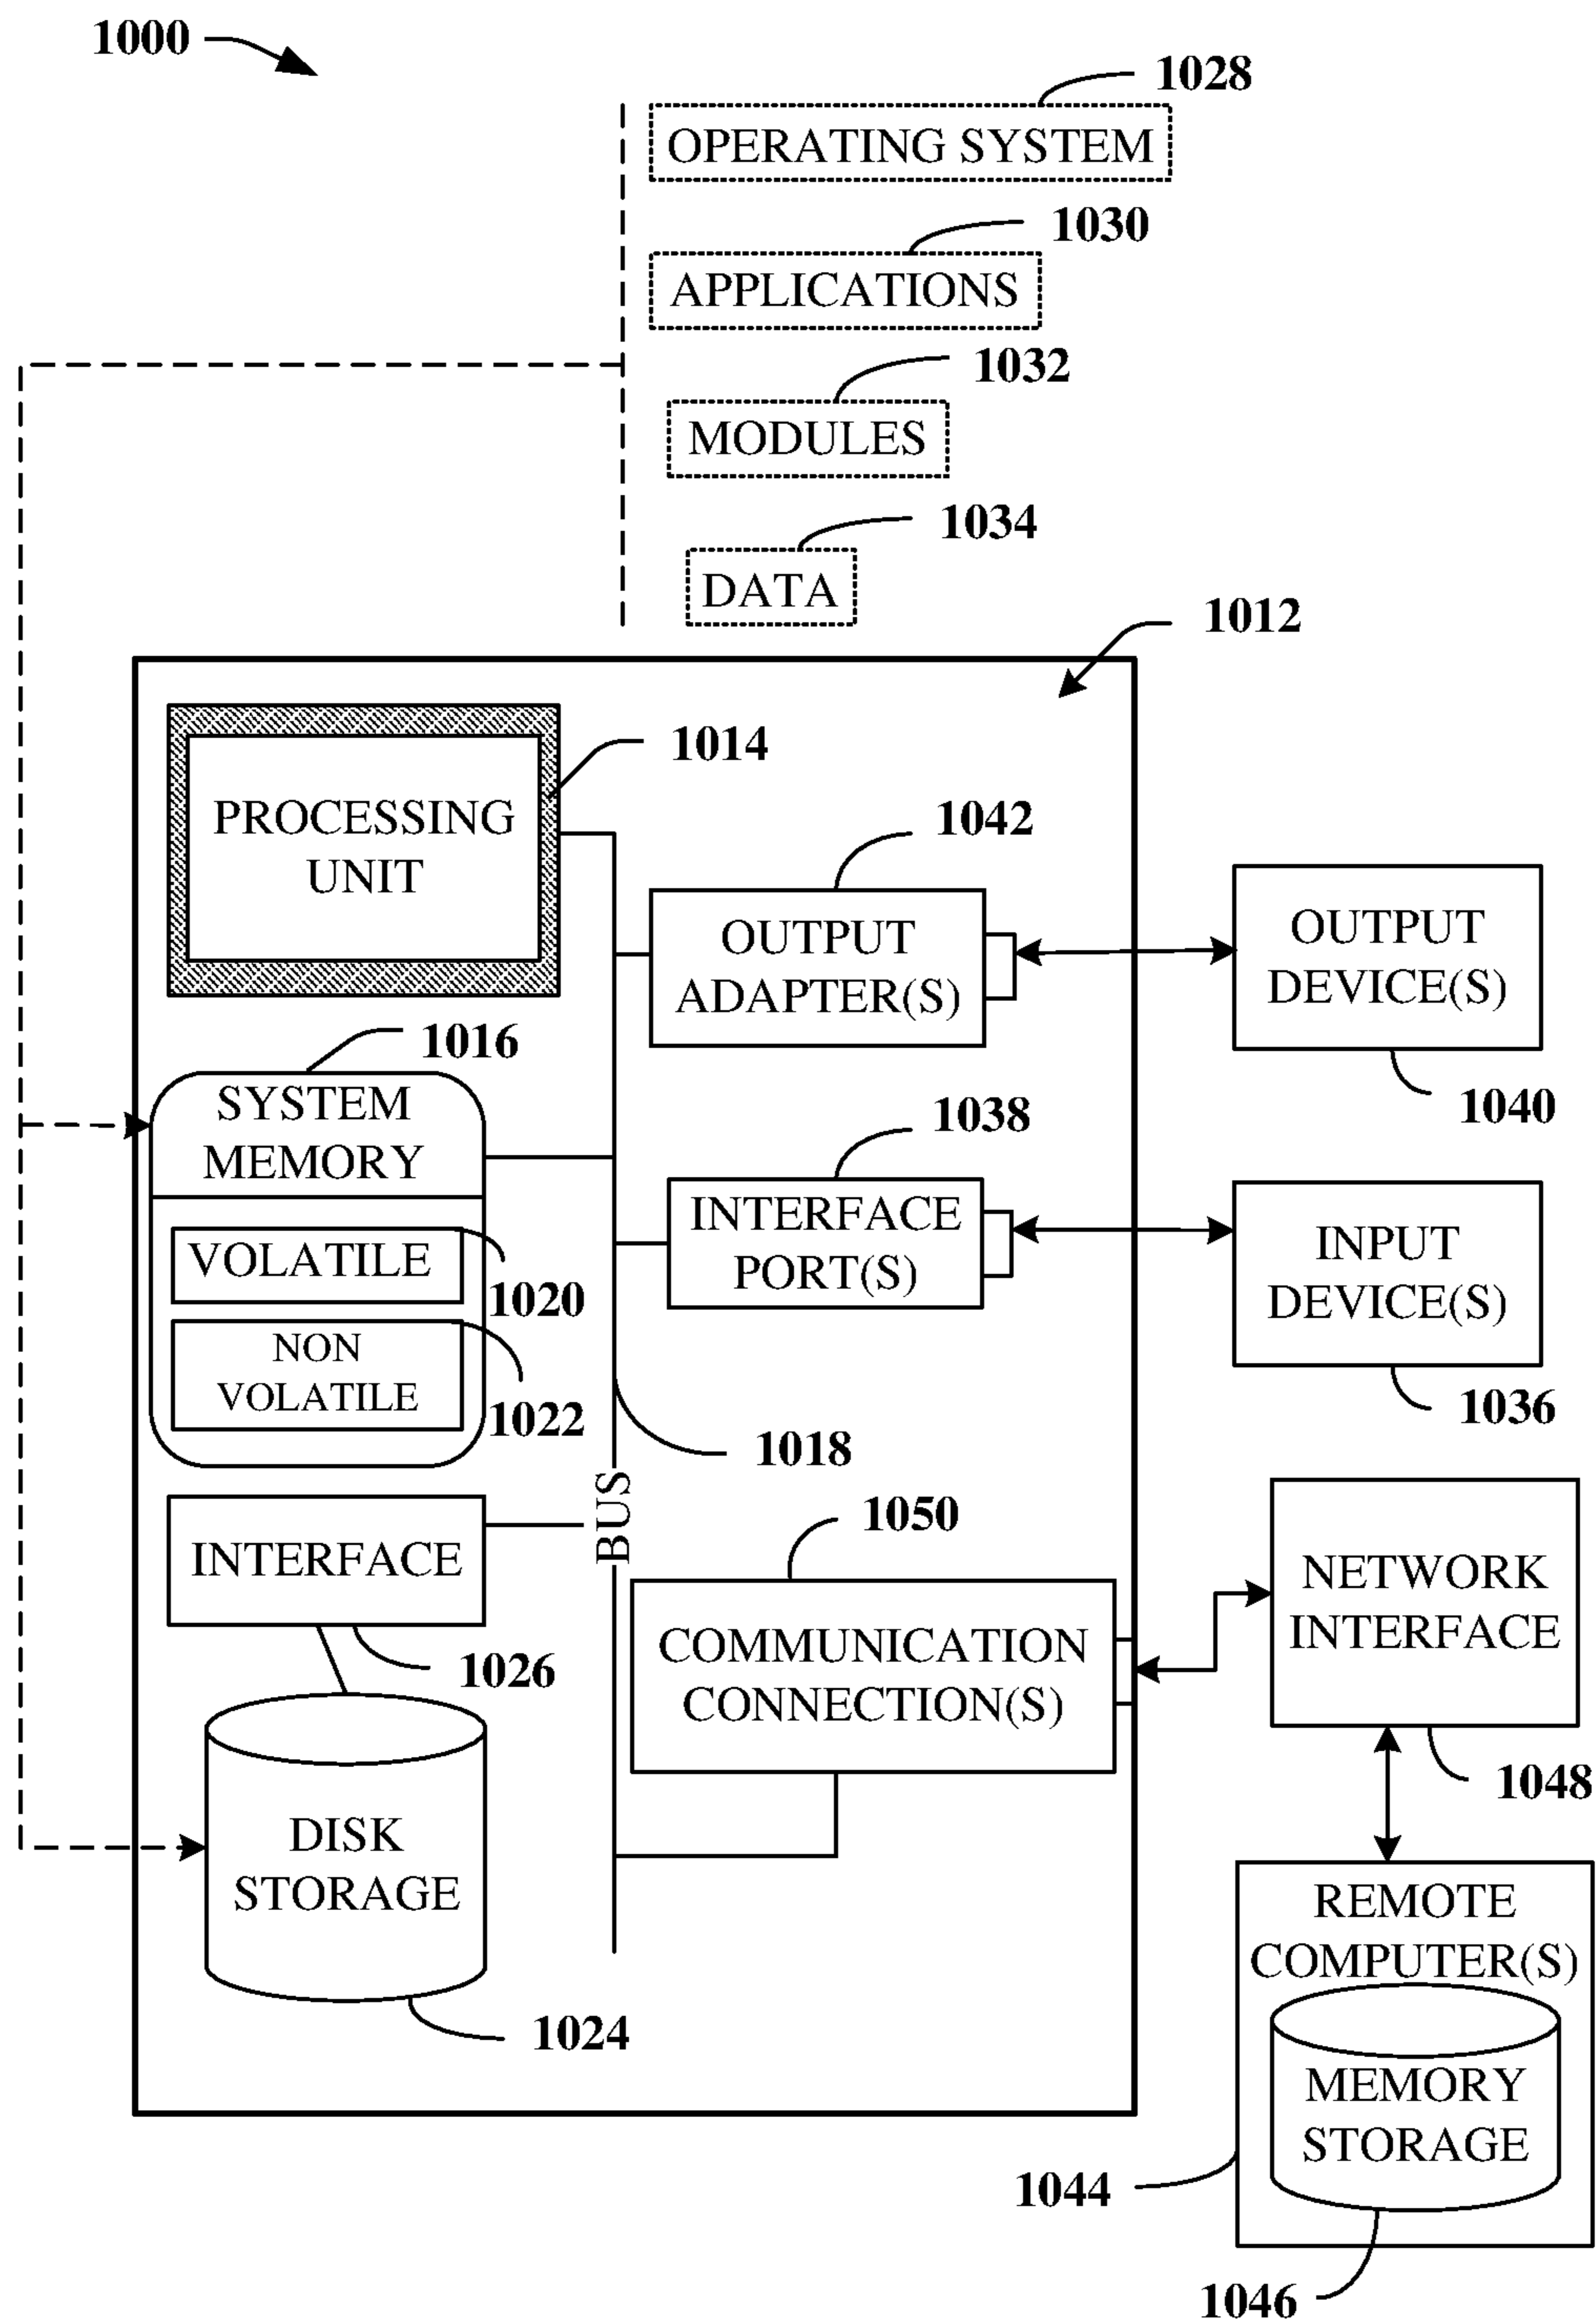 1000
1028
OPERATING SYSTEM
1030
APPLICATIONS
1032
MODULES
1034
DATA
1012
PROCESSING
UNIT
1014
1042
OUTPUT
ADAPTER(S)
OUTPUT
DEVICE(S)
1040
1016
SYSTEM
MEMORY
VOLATILE
1020
NON
VOLATILE
1022
1038
INTERFACE
PORT(S)
INPUT
DEVICE(S)
1036
1018
BUS
INTERFACE
1026
1050
COMMUNICATION
CONNECTION(S)
NETWORK
INTERFACE
1048
DISK
STORAGE
1024
REMOTE
COMPUTER(S)
MEMORY
STORAGE
1044
1046